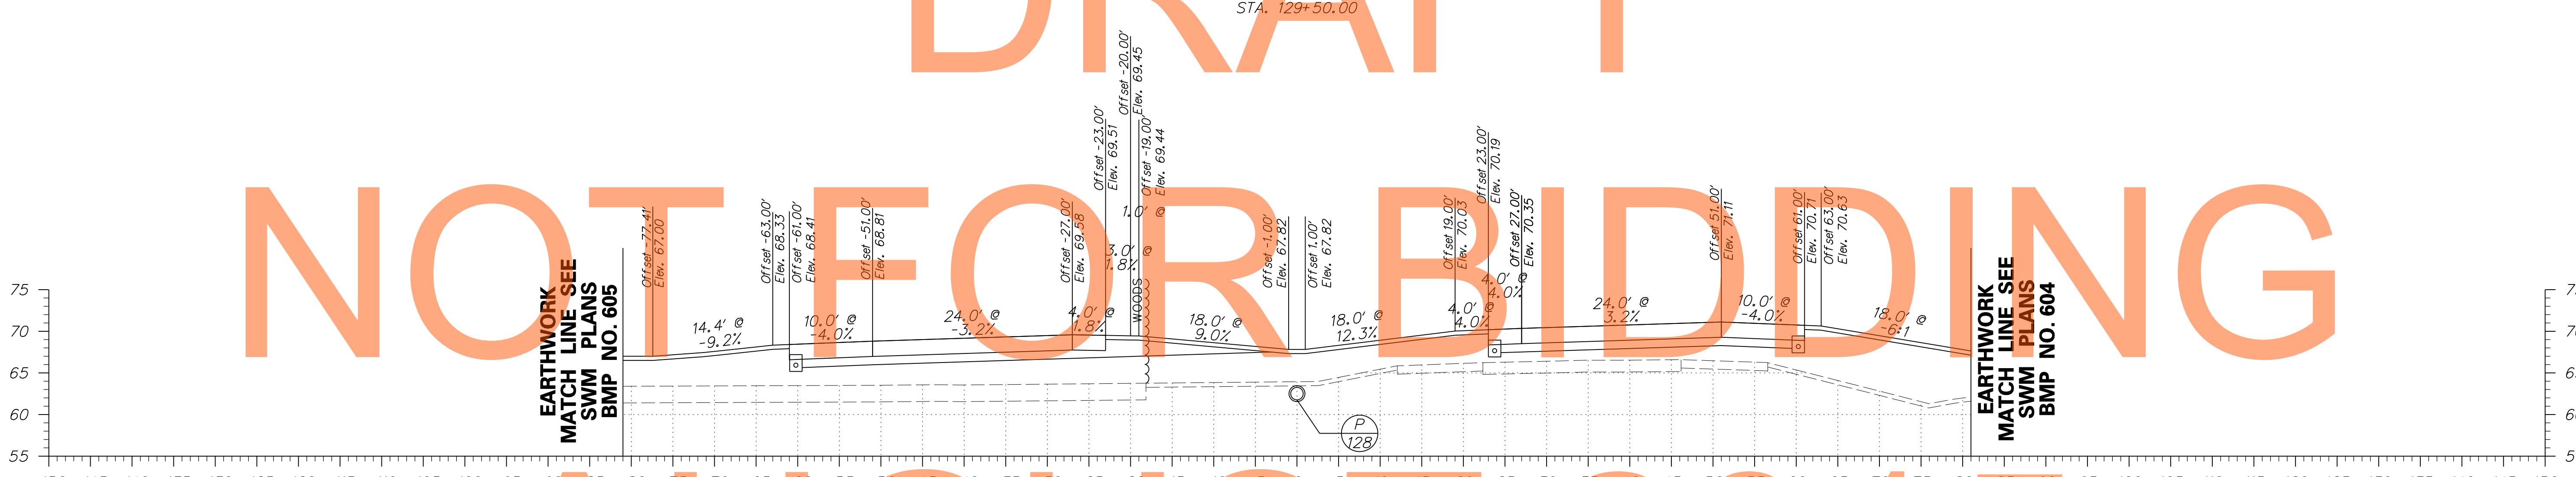 DRAFT
STA. 129+50.00
NOT FOR BIDDING
Offset -77.41'
Elev. 67.00
Offset -63.00'
Elev. 68.33
Offset -61.00'
Elev. 68.41
Offset -51.00'
Elev. 68.81
Offset -27.00'
Elev. 69.58
Offset -23.00'
Elev. 69.51
Offset -20.00'
Elev. 69.45
Offset -19.00'
Elev. 69.44
Offset -1.00'
Elev. 67.82
Offset 1.00'
Elev. 67.82
Offset 19.00'
Elev. 70.03
Offset 23.00'
Elev. 70.19
Offset 27.00'
Elev. 70.35
Offset 51.00'
Elev. 71.11
Offset 61.00'
Elev. 70.71
Offset 63.00'
Elev. 70.63
14.4' @
-9.2%
10.0' @
-4.0%
24.0' @
-3.2%
4.0' @
1.8%
3.0' @
1.8%
1.0' @
WOODS
18.0' @
9.0%
18.0' @
12.3%
4.0' @
4.0%
4.0' @
4.0%
24.0' @
3.2%
10.0' @
-4.0%
18.0' @
-6:1
EARTHWORK
MATCH LINE SEE
SWM PLANS
BMP NO. 605
EARTHWORK
MATCH LINE SEE
SWM PLANS
BMP NO. 604
P
128
75
70
65
60
55